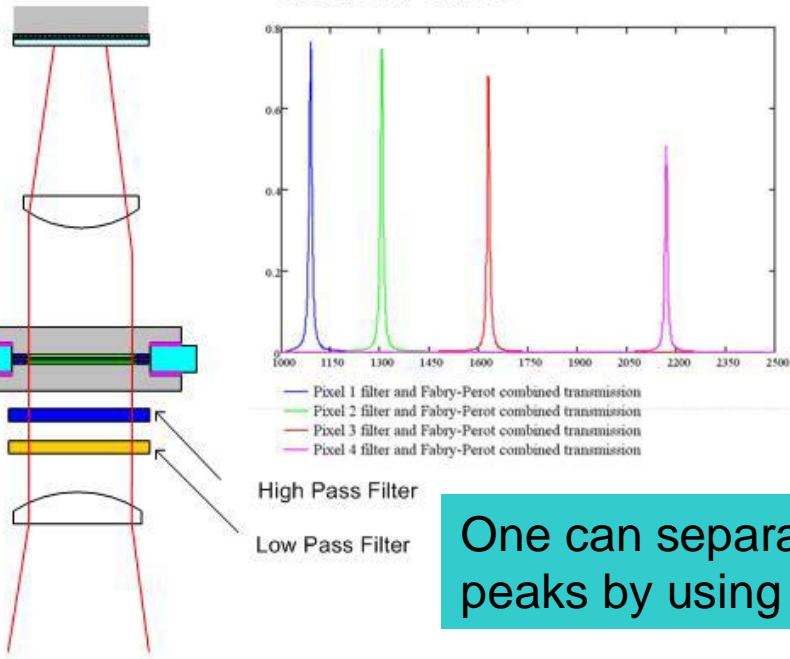 0.8
0.6
0.4
0.2
0
1000 1150 1300 1450 1600 1750 1900 2050 2200 2350 2500
Pixel 1 filter and Fabry-Perot combined transmission
Pixel 2 filter and Fabry-Perot combined transmission
Pixel 3 filter and Fabry-Perot combined transmission
Pixel 4 filter and Fabry-Perot combined transmission
High Pass Filter
Low Pass Filter
One can separa
peaks by using